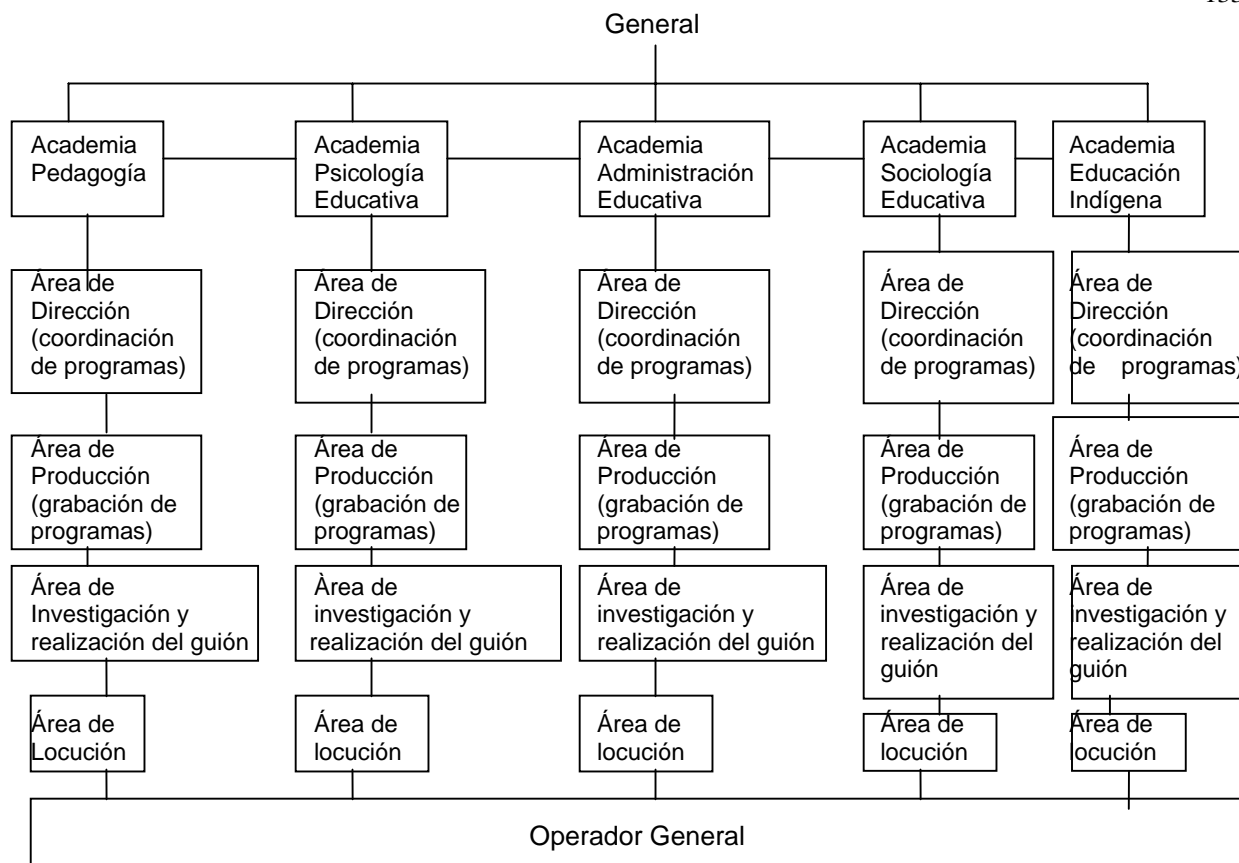 General
Academia
Pedagogía
Academia
Psicología
Educativa
Academia
Administración
Educativa
Academia
Sociología
Educativa
Academia
Educación
Indígena
Área de
Dirección
(coordinación
de programas)
Área de
Dirección
(coordinación
de programas)
Área de
Dirección
(coordinación
de programas)
Área de
Dirección
(coordinación
de programas)
Área de
Dirección
(coordinación
de programas)
Área de
Producción
(grabación de
programas)
Área de
Producción
(grabación de
programas)
Área de
Producción
(grabación de
programas)
Área de
Producción
(grabación de
programas)
Área de
Producción
(grabación de
programas)
Área de
Investigación y
realización del guión
Àrea de
investigación y
realización del guión
Área de
investigación y
realización del guión
Área de
investigación y
realización del
guión
Área de
investigación y
realización del
guión
Área de
Locución
Área de
locución
Área de
locución
Área de
locución
Área de
locución
Operador General